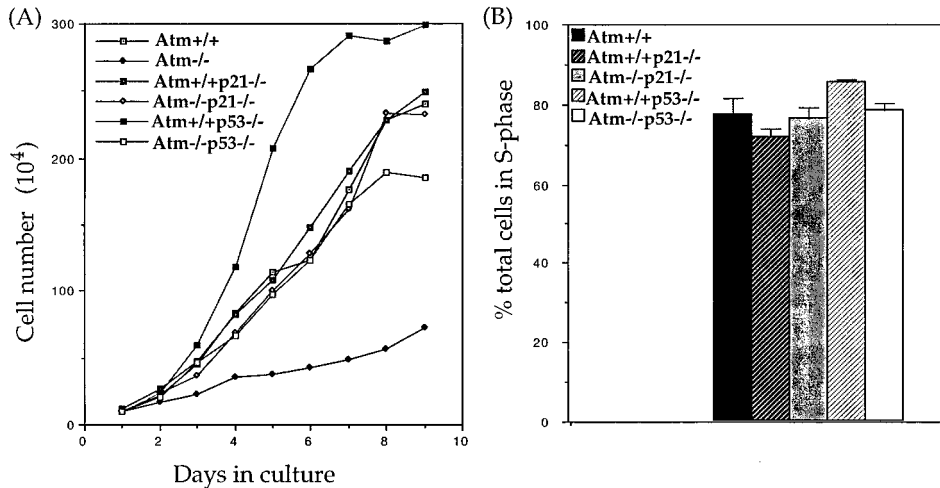 (A)
300
Atm+/+
Atm-/-
Atm+/+p21-/-
Atm-/-p21-/-
Atm+/+p53-/-
Atm-/-p53-/-
200
100
0
Cell number (10⁴)
0 2 4 6 8 10
Days in culture
(B)
100
80
60
40
20
0
% total cells in S-phase
Atm+/+
Atm+/+p21-/-
Atm-/-p21-/-
Atm+/+p53-/-
Atm-/-p53-/-